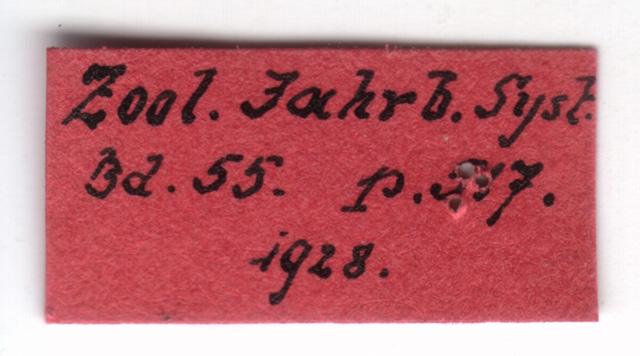 Zool. Jahrb. Syst.
Bd. 55. p.
1928.